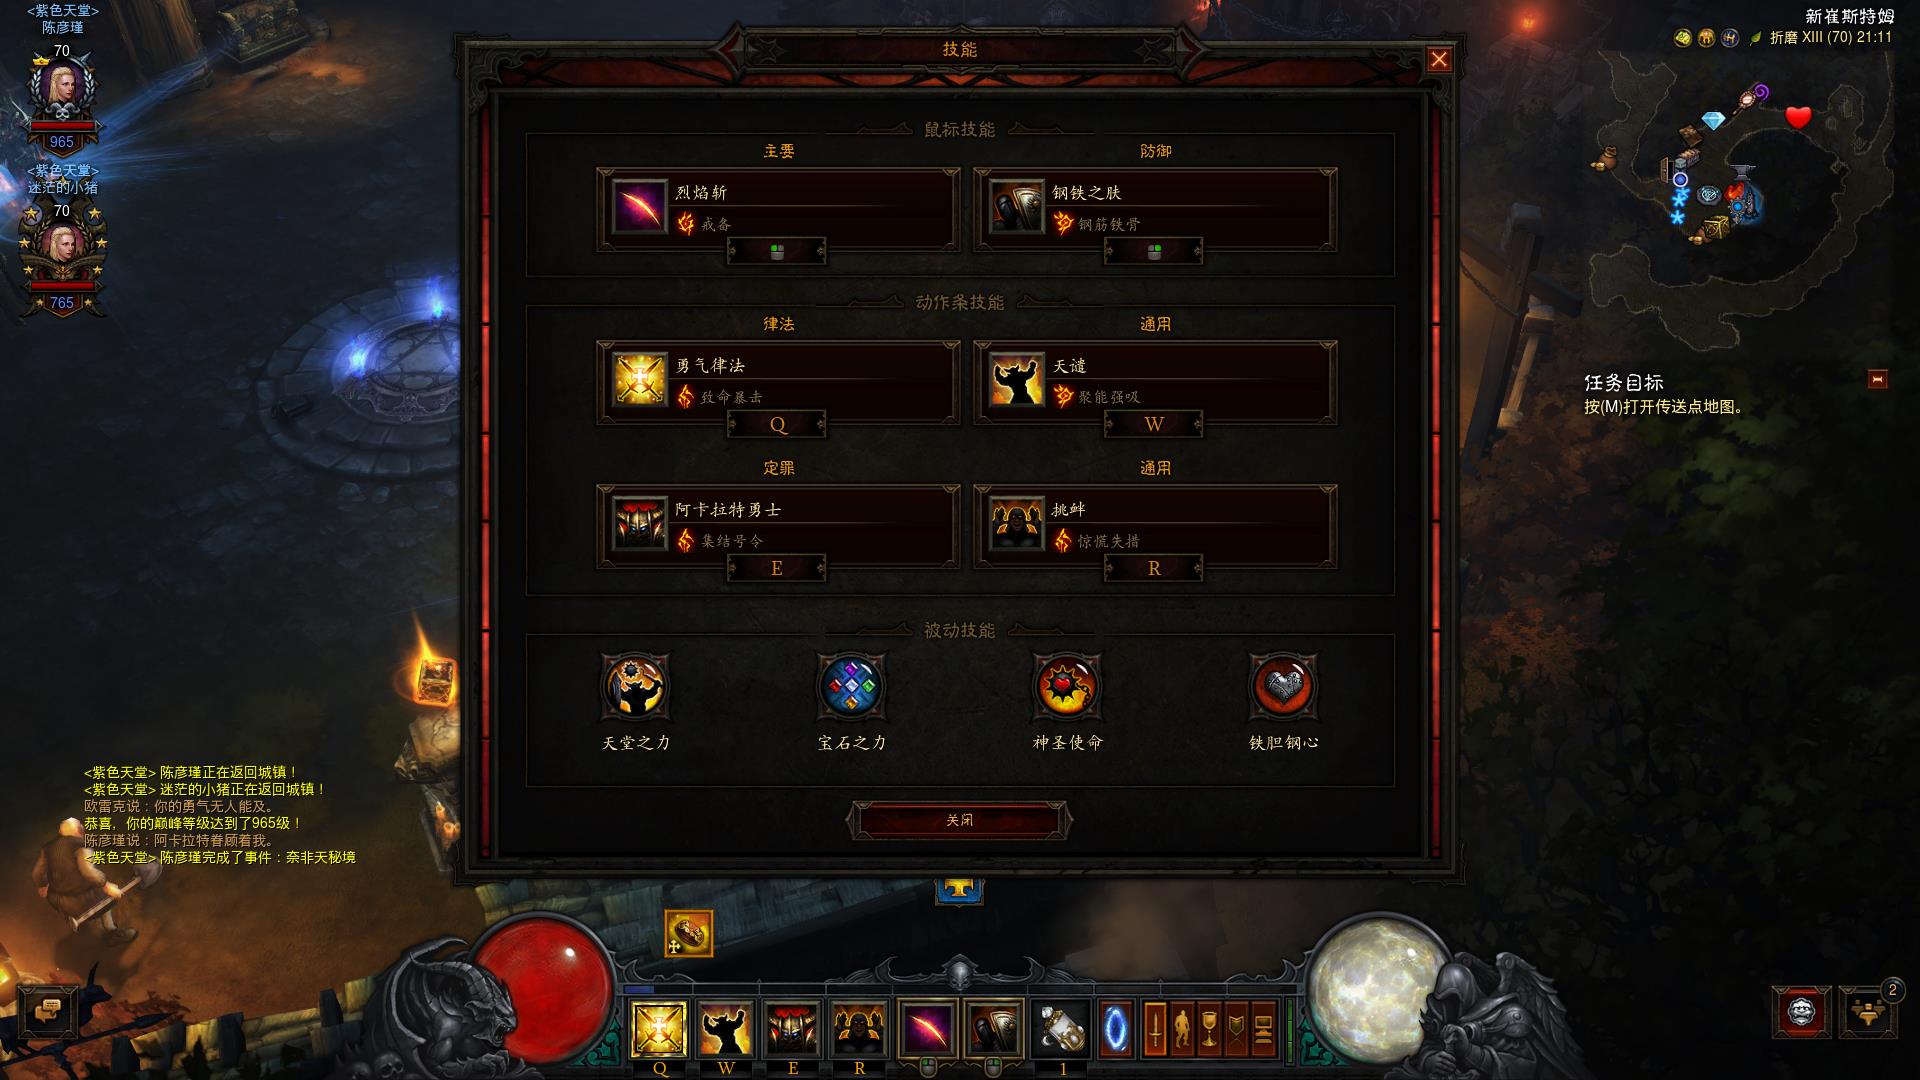 <紫色天堂>
陈彦瑾
70
965
<紫色天堂>
迷茫的小猪
70
765
技能
新崔斯特姆
折磨 XIII (70) 21:11
鼠标技能
主要
防御
烈焰斩
戒备
钢铁之肤
钢筋铁骨
动作条技能
律法
通用
勇气律法
致命暴击
Q
天谴
聚能强吸
W
定罪
通用
阿卡拉特勇士
集结号令
E
挑衅
惊慌失措
R
被动技能
天堂之力
宝石之力
神圣使命
铁胆钢心
关闭
任务目标
按(M)打开传送点地图。
<紫色天堂> 陈彦瑾正在返回城镇！
<紫色天堂> 迷茫的小猪正在返回城镇！
欧雷克说：你的勇气无人能及。
恭喜，你的巅峰等级达到了965级！
陈彦瑾说：阿卡拉特眷顾着我。
<紫色天堂> 陈彦瑾完成了事件：奈非天秘境
Q
W
E
R
1
2